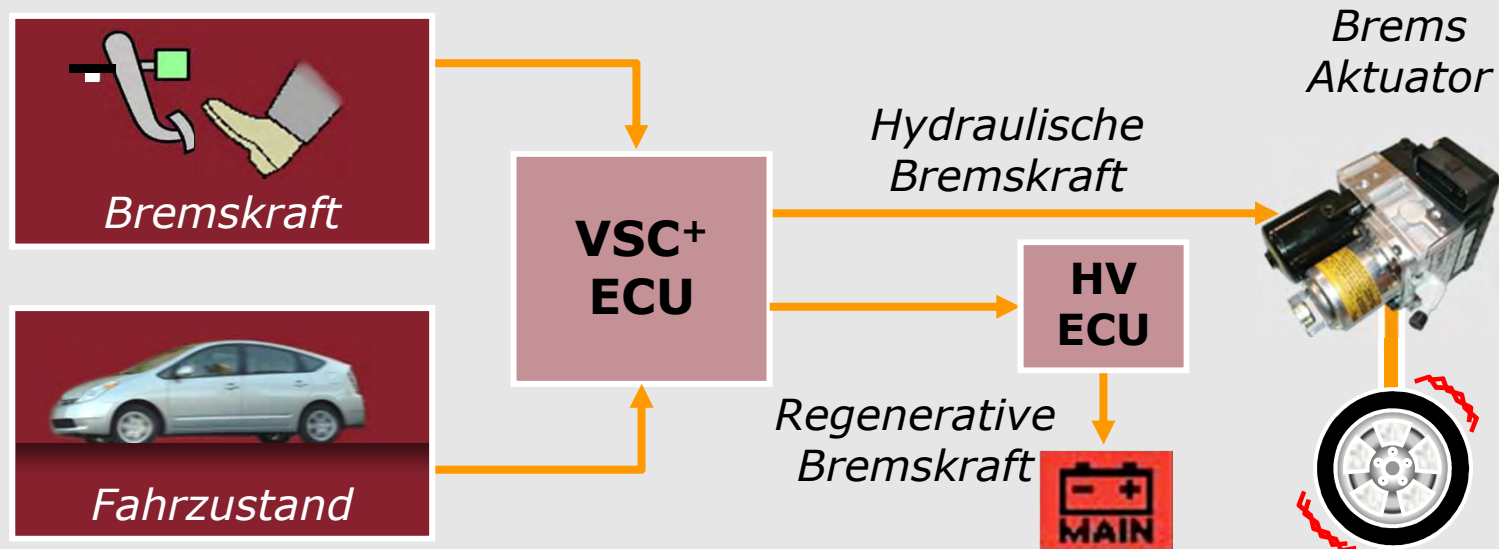 Bremskraft
Fahrzustand
VSC+
ECU
Hydraulische
Bremskraft
HV
ECU
Regenerative
Bremskraft
- +
MAIN
Brems
Aktuator